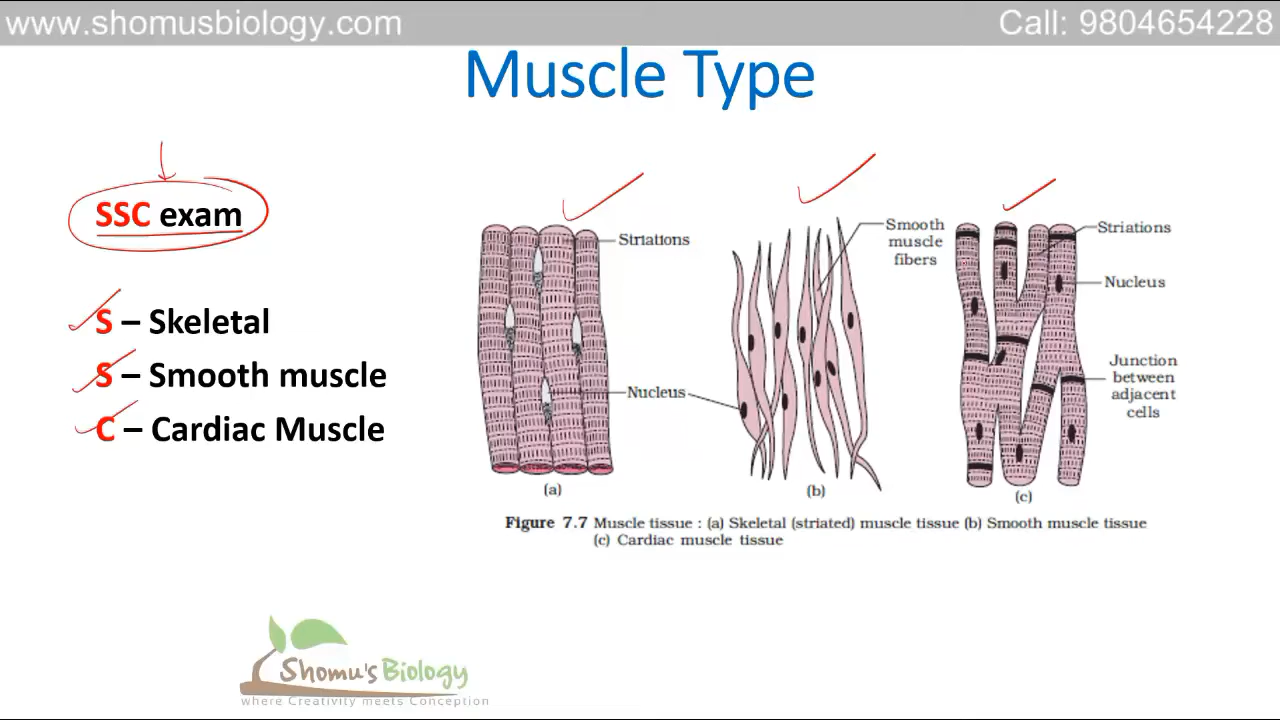 www.shomusbiology.com
Call: 9804654228
Muscle Type
SSC exam
S – Skeletal
S – Smooth muscle
C – Cardiac Muscle
Striations
Nucleus
(a)
Smooth
muscle
fibers
(b)
Striations
Nucleus
Junction
between
adjacent
cells
(c)
Figure 7.7 Muscle tissue : (a) Skeletal (striated) muscle tissue (b) Smooth muscle tissue
(c) Cardiac muscle tissue
Shomu's Biology
where Creativity meets Conception